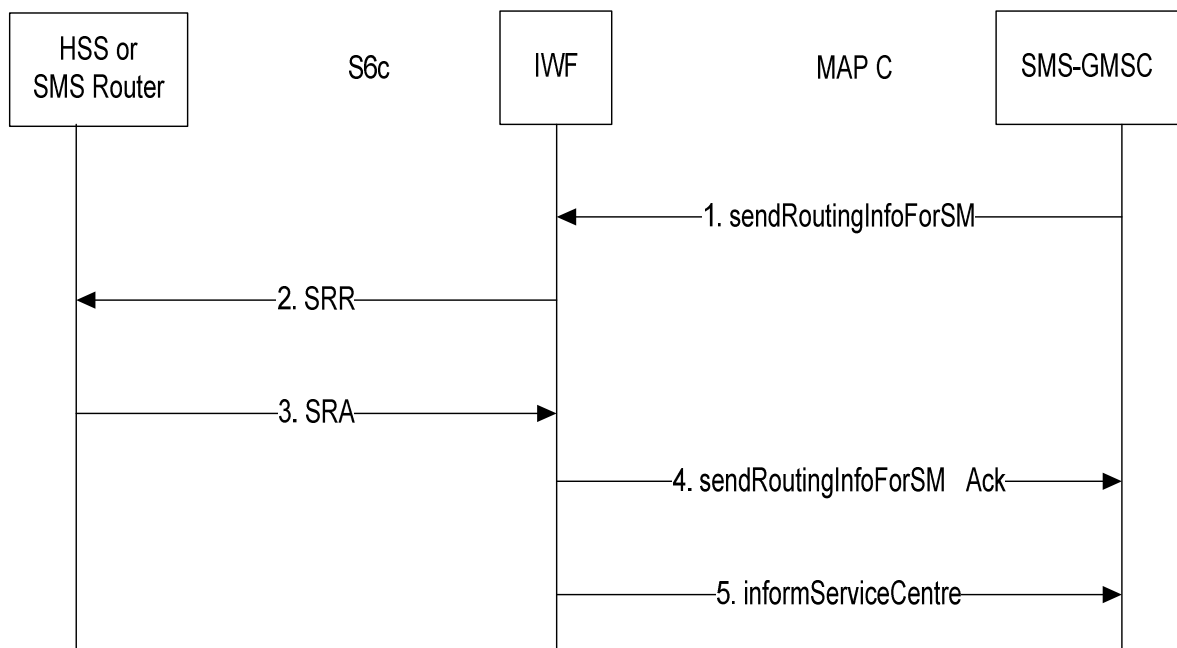 HSS or
SMS Router
S6c
IWF
MAP C
SMS-GMSC
1. sendRoutingInfoForSM
2. SRR
3. SRA
4. sendRoutingInfoForSM Ack
5. informServiceCentre